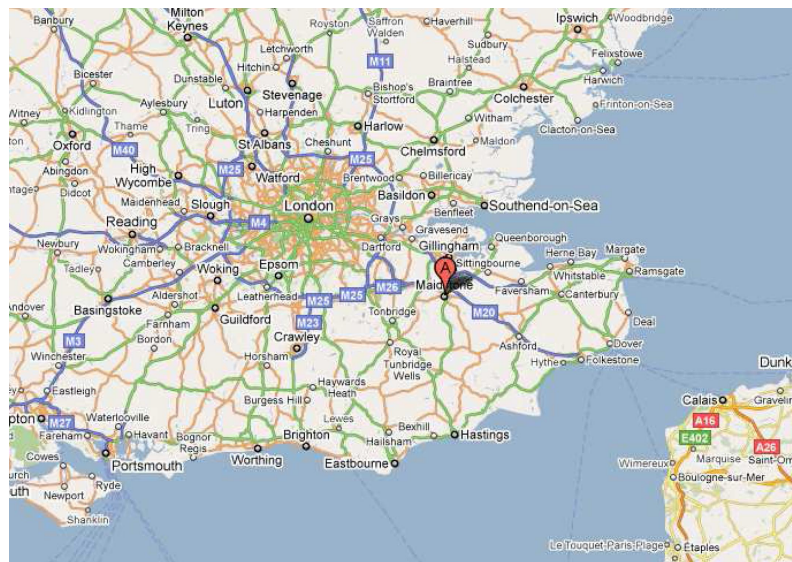 Banbury
Milton
Keynes
Royston
Saffron
Walden
Haverhill
Ipswich
Woodbridge
Sudbury
Letchworth
Hitchin
M11
Halstead
Felixstowe
Bicester
Dunstable
Stevenage
Bishop's
Stortford
Braintree
Colchester
Harwich
Kidlington
Aylesbury
Luton
Harpenden
Frinton-on-Sea
Witney
Thame
Tring
Harlow
Witham
Clacton-on-Sea
Oxford
M40
St Albans
Cheshunt
Chelmsford
Maldon
Abingdon
High
Wycombe
M25
M25
Watford
Brentwood
Billericay
Didcot
Maidenhead
Slough
London
Basildon
Southend-on-Sea
Benfleet
Reading
M4
Grays
Gravesend
Newbury
Wokingham
Bracknell
Dartford
Gillingham
Queenborough
Margate
Tadley
Camberley
Woking
Epsom
Sittingbourne
Herne Bay
Whitstable
Ramsgate
A
Aldershot
Leatherhead
M25
M25
M26
Maidstone
Faversham
Canterbury
Andover
Basingstoke
Farnham
Guildford
M23
Tonbridge
M20
Deal
M3
Bordon
Crawley
Ashford
Dover
Winchester
Horsham
Royal
Tunbridge
Wells
Hythe
Folkestone
Dunk
Eastleigh
Haywards
Heath
Calais
Gravelin
pton
M27
Waterlooville
Burgess Hill
Lewes
Bexhill
A16
Fareham
Havant
Bognor
Regis
Brighton
Hailsham
Hastings
E402
A26
Cowes
Portsmouth
Worthing
Eastbourne
Wimereux
Marquise
Saint-Om
outh
Newport
Ryde
Boulogne-sur-Mer
Shanklin
Le Touquet-Paris-Plage
Étaples